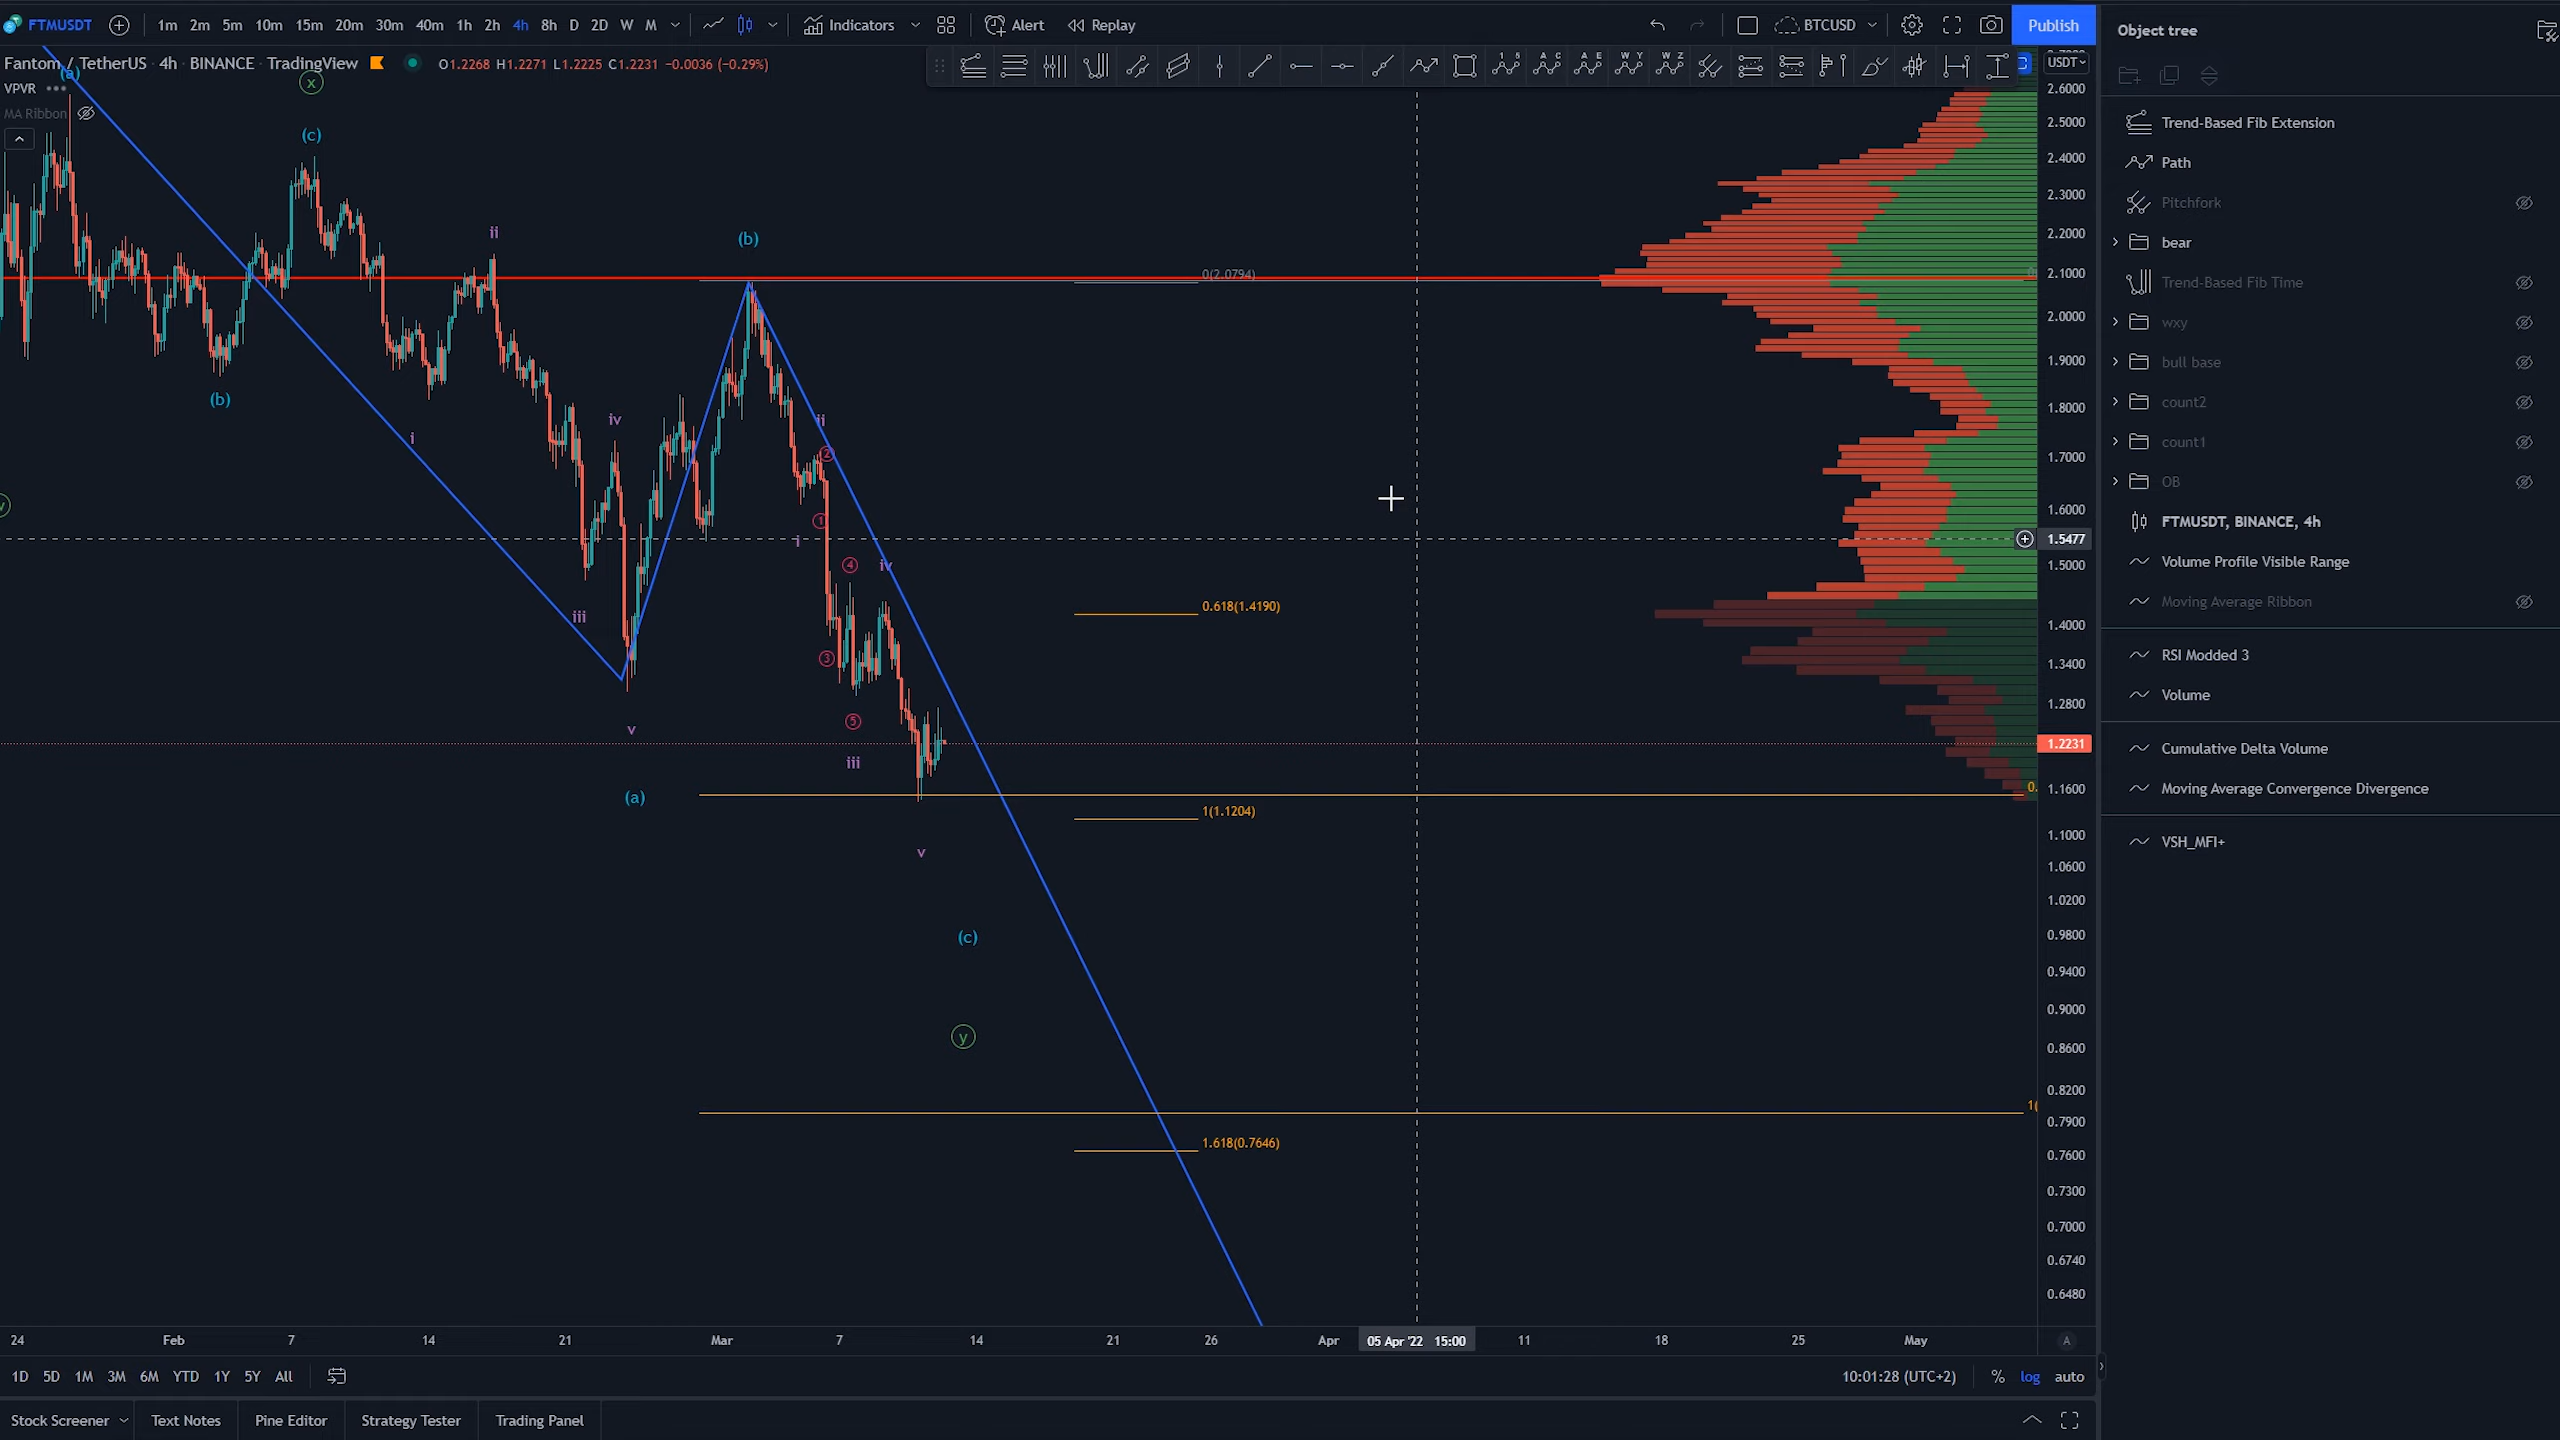 FTMUSDT 1m 2m 5m 10m 15m 20m 30m 40m 1h 2h 4h 8h D 2D W M Indicators Alert Replay BTCUSD Publish
Fantom / TetherUS · 4h · BINANCE · TradingView O1.2268 H1.2271 L1.2225 C1.2231 −0.0036 (−0.29%)
VPVR
MA Ribbon
(a)
x
(c)
ii
(b)
(b)
i
iv
iii
v
(a)
ii
2
1
i
4
iv
3
5
iii
v
(c)
y
0(2.0794)
0.618(1.4190)
1(1.1204)
1.618(0.7646)
0.
1(
USDT
2.6000
2.5000
2.4000
2.3000
2.2000
2.1000
2.0000
1.9000
1.8000
1.7000
1.6000
1.5477
1.5000
1.4000
1.3400
1.2800
1.2231
1.1600
1.1000
1.0600
1.0200
0.9800
0.9400
0.9000
0.8600
0.8200
0.7900
0.7600
0.7300
0.7000
0.6740
0.6480
24 Feb 7 14 21 Mar 7 14 21 26 Apr 05 Apr '22 15:00 11 18 25 May A
1D 5D 1M 3M 6M YTD 1Y 5Y All 10:01:28 (UTC+2) % log auto
Stock Screener Text Notes Pine Editor Strategy Tester Trading Panel
Object tree
Trend-Based Fib Extension
Path
Pitchfork
bear
Trend-Based Fib Time
wxy
bull base
count2
count1
OB
FTMUSDT, BINANCE, 4h
Volume Profile Visible Range
Moving Average Ribbon
RSI Modded 3
Volume
Cumulative Delta Volume
Moving Average Convergence Divergence
VSH_MFI+